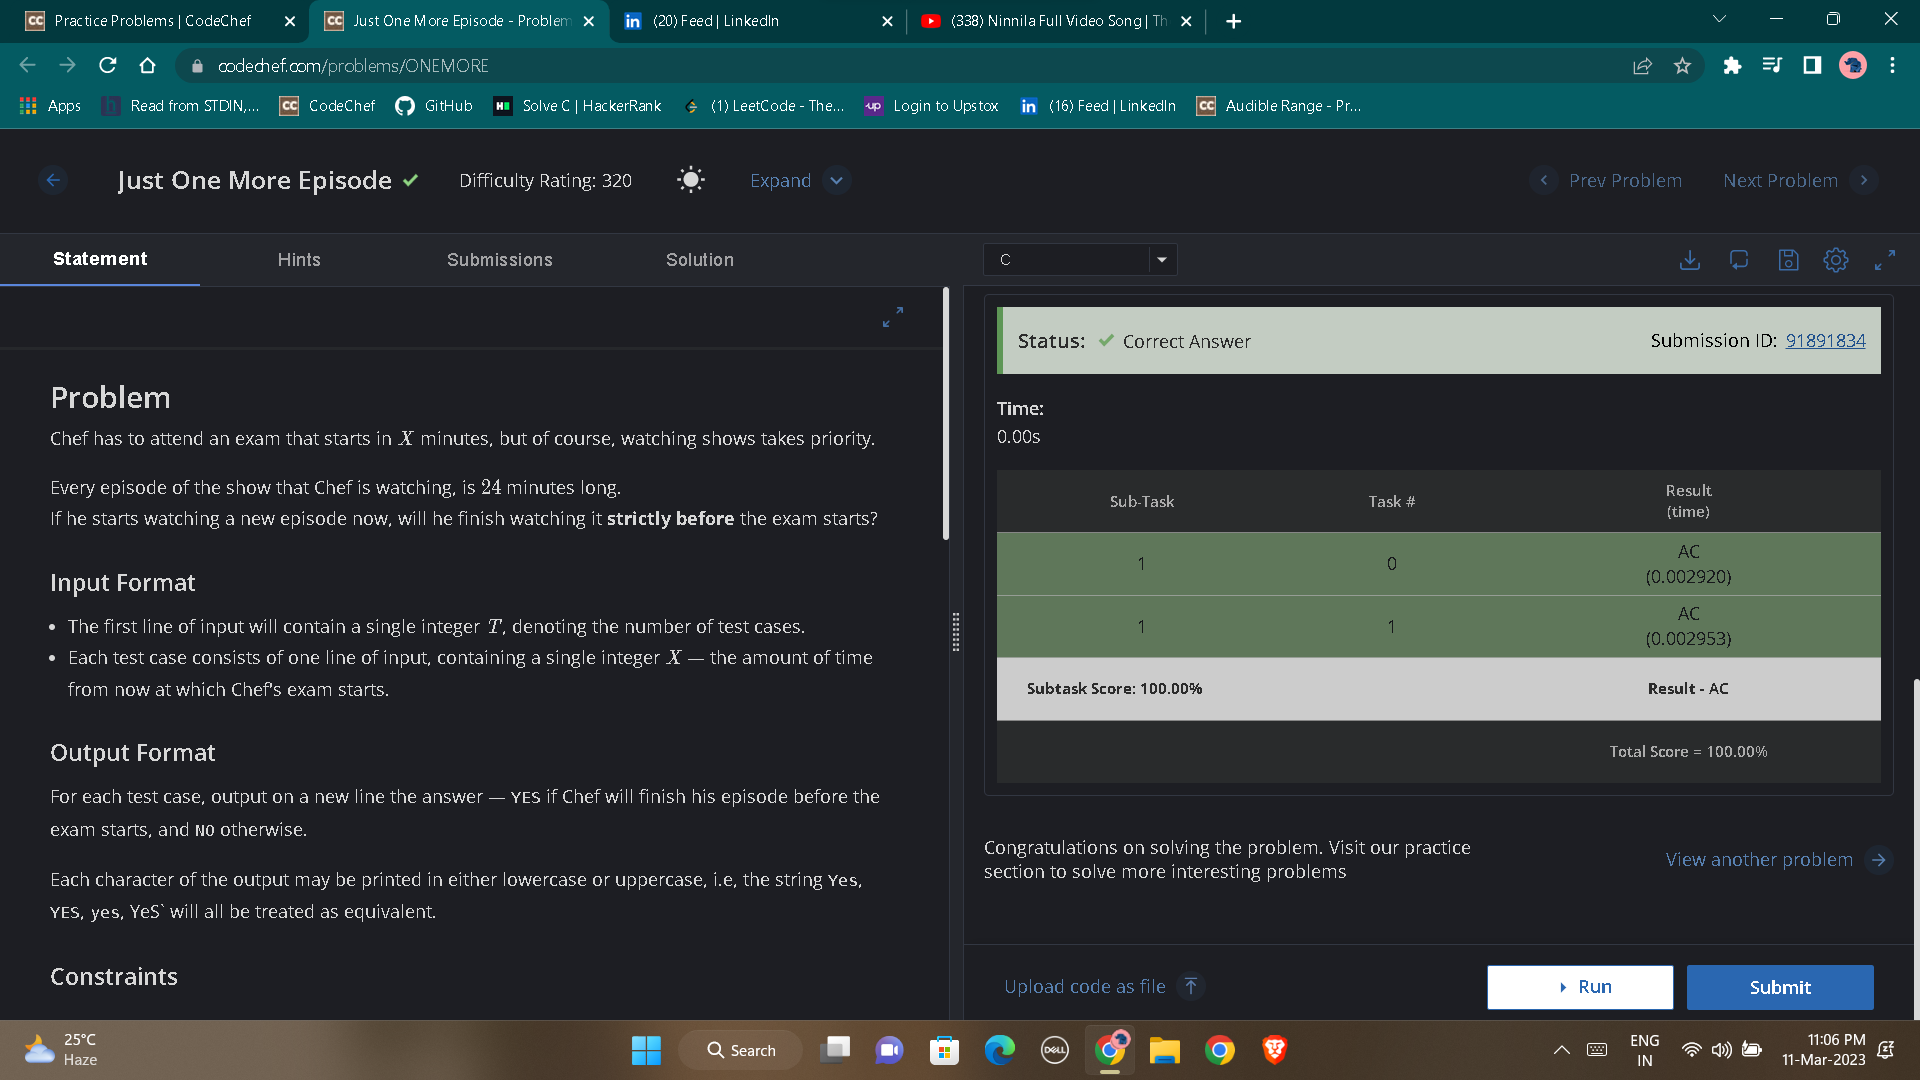 Practice Problems | CodeChef
Just One More Episode - Problem
(20) Feed | LinkedIn
(338) Ninnila Full Video Song | Th
codechef.com/problems/ONEMORE
Apps
Read from STDIN,...
CodeChef
GitHub
Solve C | HackerRank
(1) LeetCode - The...
Login to Upstox
(16) Feed | LinkedIn
Audible Range - Pr...
Just One More Episode
Difficulty Rating: 320
Expand
Prev Problem
Next Problem
Statement
Hints
Submissions
Solution
C
Problem
Chef has to attend an exam that starts in X minutes, but of course, watching shows takes priority.
Every episode of the show that Chef is watching, is 24 minutes long.
If he starts watching a new episode now, will he finish watching it strictly before the exam starts?
Input Format
• The first line of input will contain a single integer T, denoting the number of test cases.
• Each test case consists of one line of input, containing a single integer X — the amount of time
from now at which Chef's exam starts.
Output Format
For each test case, output on a new line the answer — YES if Chef will finish his episode before the
exam starts, and NO otherwise.
Each character of the output may be printed in either lowercase or uppercase, i.e, the string Yes,
YES, yes, YeS` will all be treated as equivalent.
Constraints
Status: Correct Answer
Submission ID: 91891834
Time:
0.00s
Sub-Task
Task #
Result
(time)
1
0
AC
(0.002920)
1
1
AC
(0.002953)
Subtask Score: 100.00%
Result - AC
Total Score = 100.00%
Congratulations on solving the problem. Visit our practice
section to solve more interesting problems
View another problem
Upload code as file
Run
Submit
25°C
Haze
Search
DELL
ENG
IN
11:06 PM
11-Mar-2023